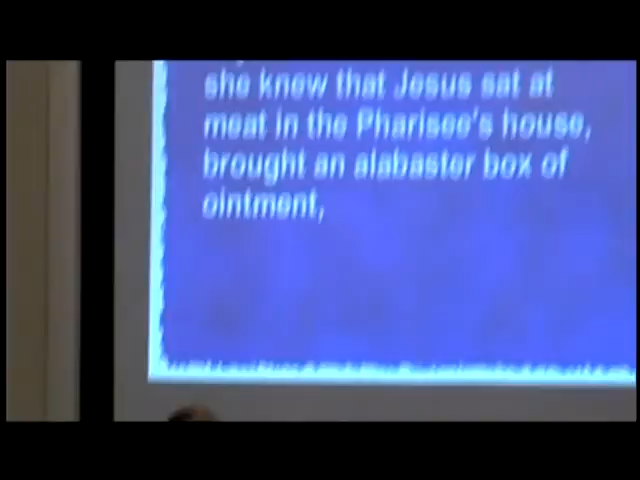 she knew that Jesus sat at
meat in the Pharisee's house,
brought an alabaster box of
ointment,